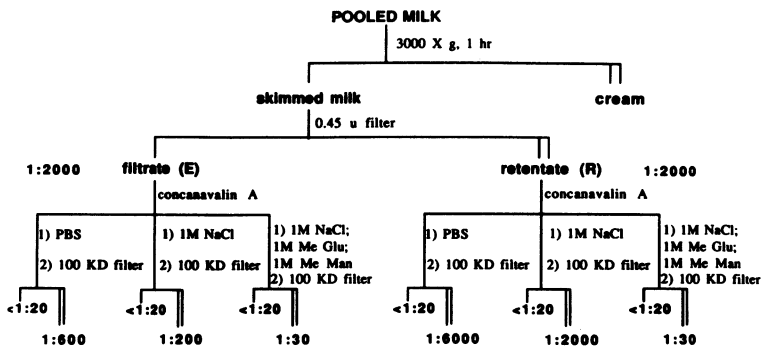 POOLED MILK
3000 X g, 1 hr
skimmed milk
cream
0.45 u filter
1:2000
filtrate (E)
retentate (R)
1:2000
concanavalin A
concanavalin A
1) PBS
2) 100 KD filter
1) 1M NaCl
2) 100 KD filter
1) 1M NaCl;
1M Me Glu;
1M Me Man
2) 100 KD filter
1) PBS
2) 100 KD filter
1) 1M NaCl
2) 100 KD filter
1) 1M NaCl;
1M Me Glu;
1M Me Man
2) 100 KD filter
<1:20
<1:20
<1:20
<1:20
<1:20
<1:20
1:600
1:200
1:30
1:6000
1:2000
1:30